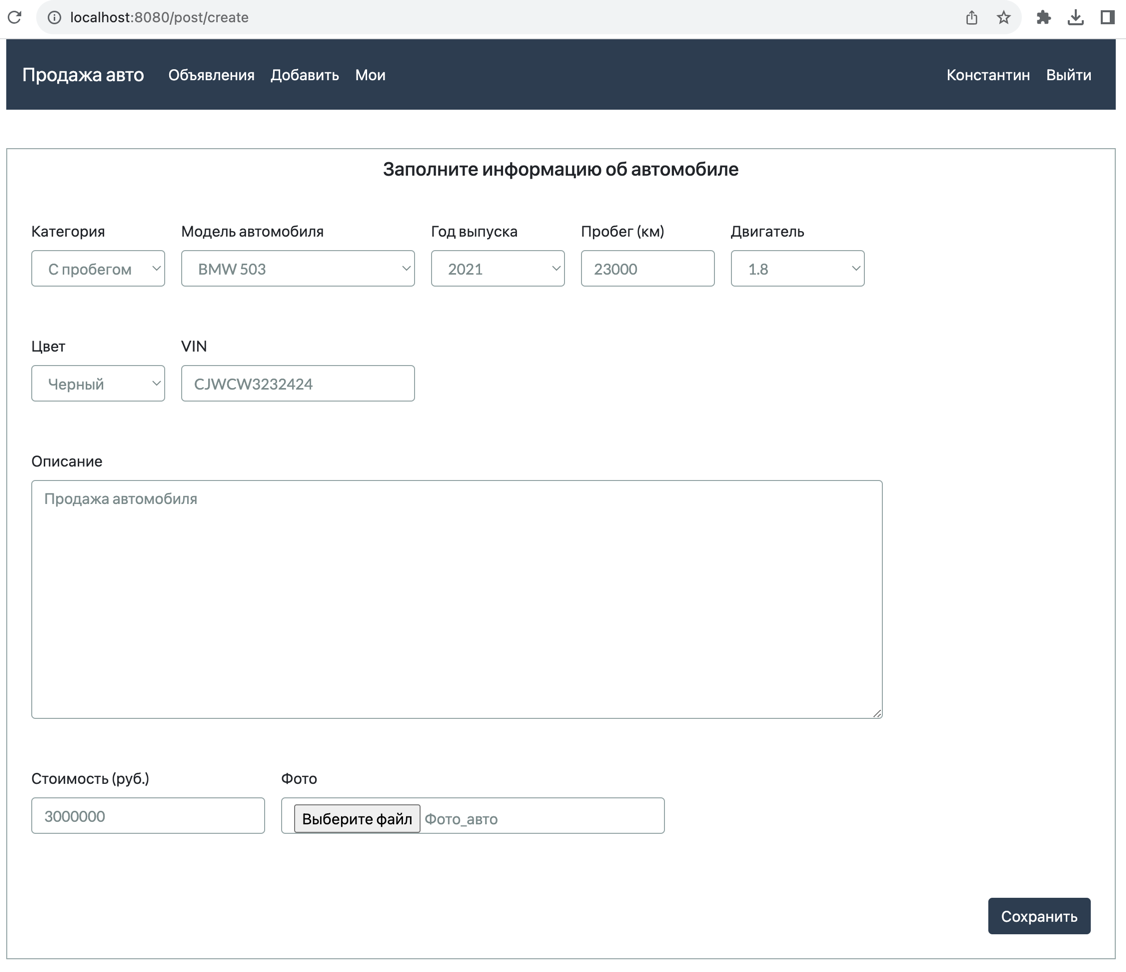 localhost:8080/post/create
Продажа авто Объявления Добавить Мои Константин Выйти
Заполните информацию об автомобиле
Категория Модель автомобиля Год выпуска Пробег (км) Двигатель
С пробегом BMW 503 2021 23000 1.8
Цвет VIN
Черный CJWCW3232424
Описание
Продажа автомобиля
Стоимость (руб.) Фото
3000000 Выберите файл Фото_авто
Сохранить